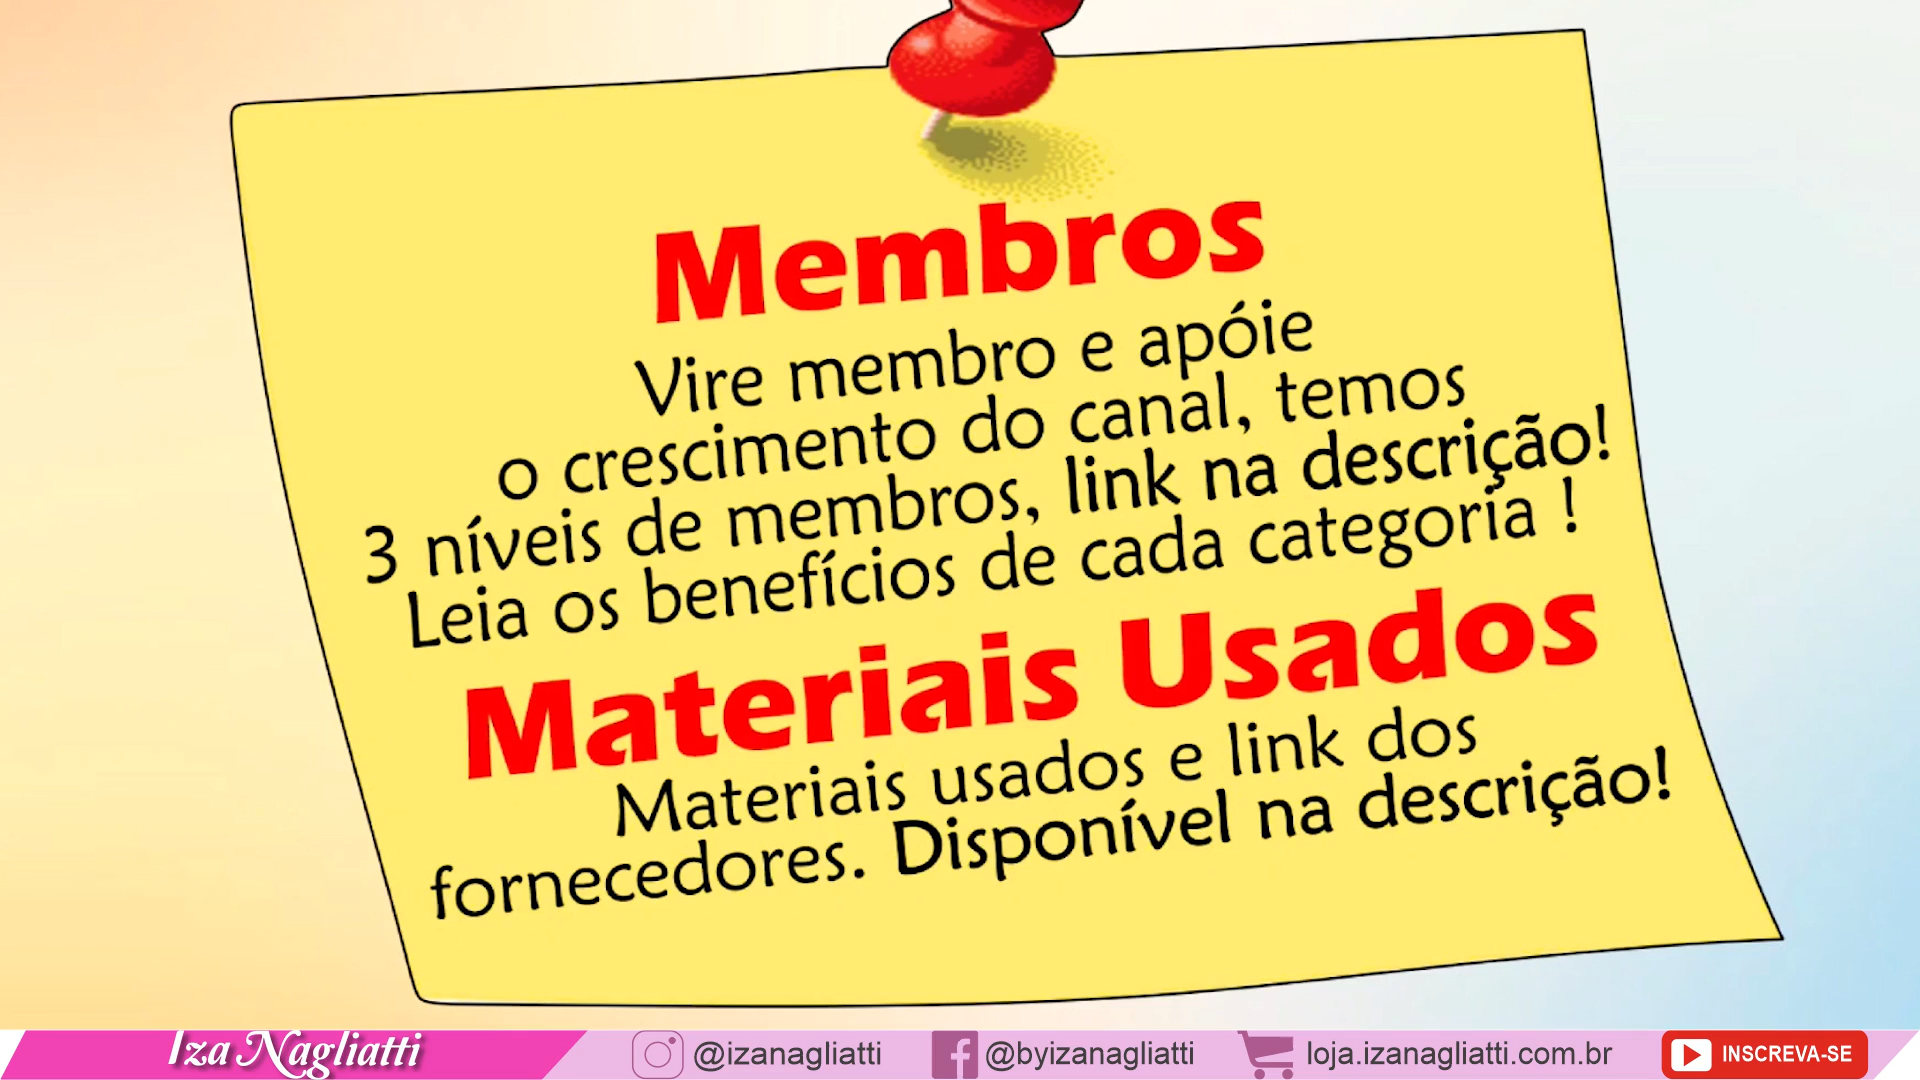 Membros
Vire membro e apóie
o crescimento do canal, temos
3 níveis de membros, link na descrição!
Leia os benefícios de cada categoria !
Materiais Usados
Materiais usados e link dos
fornecedores. Disponível na descrição!
Iza Nagliatti
@izanagliatti
@byizanagliatti
loja.izanagliatti.com.br
INSCREVA-SE